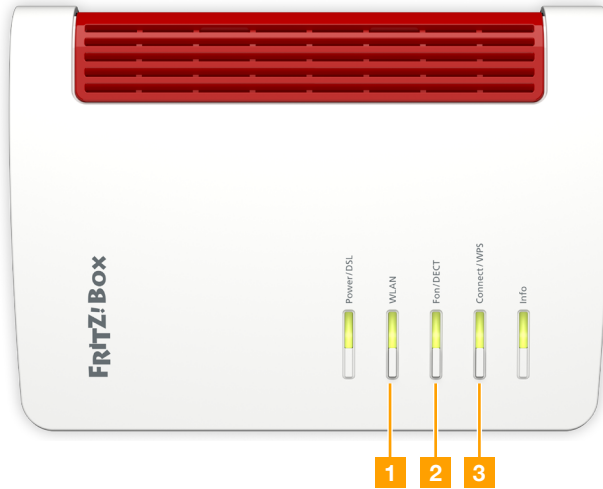 FRITZ!Box
Power/DSL
WLAN
Fon/DECT
Connect/WPS
Info
1
2
3